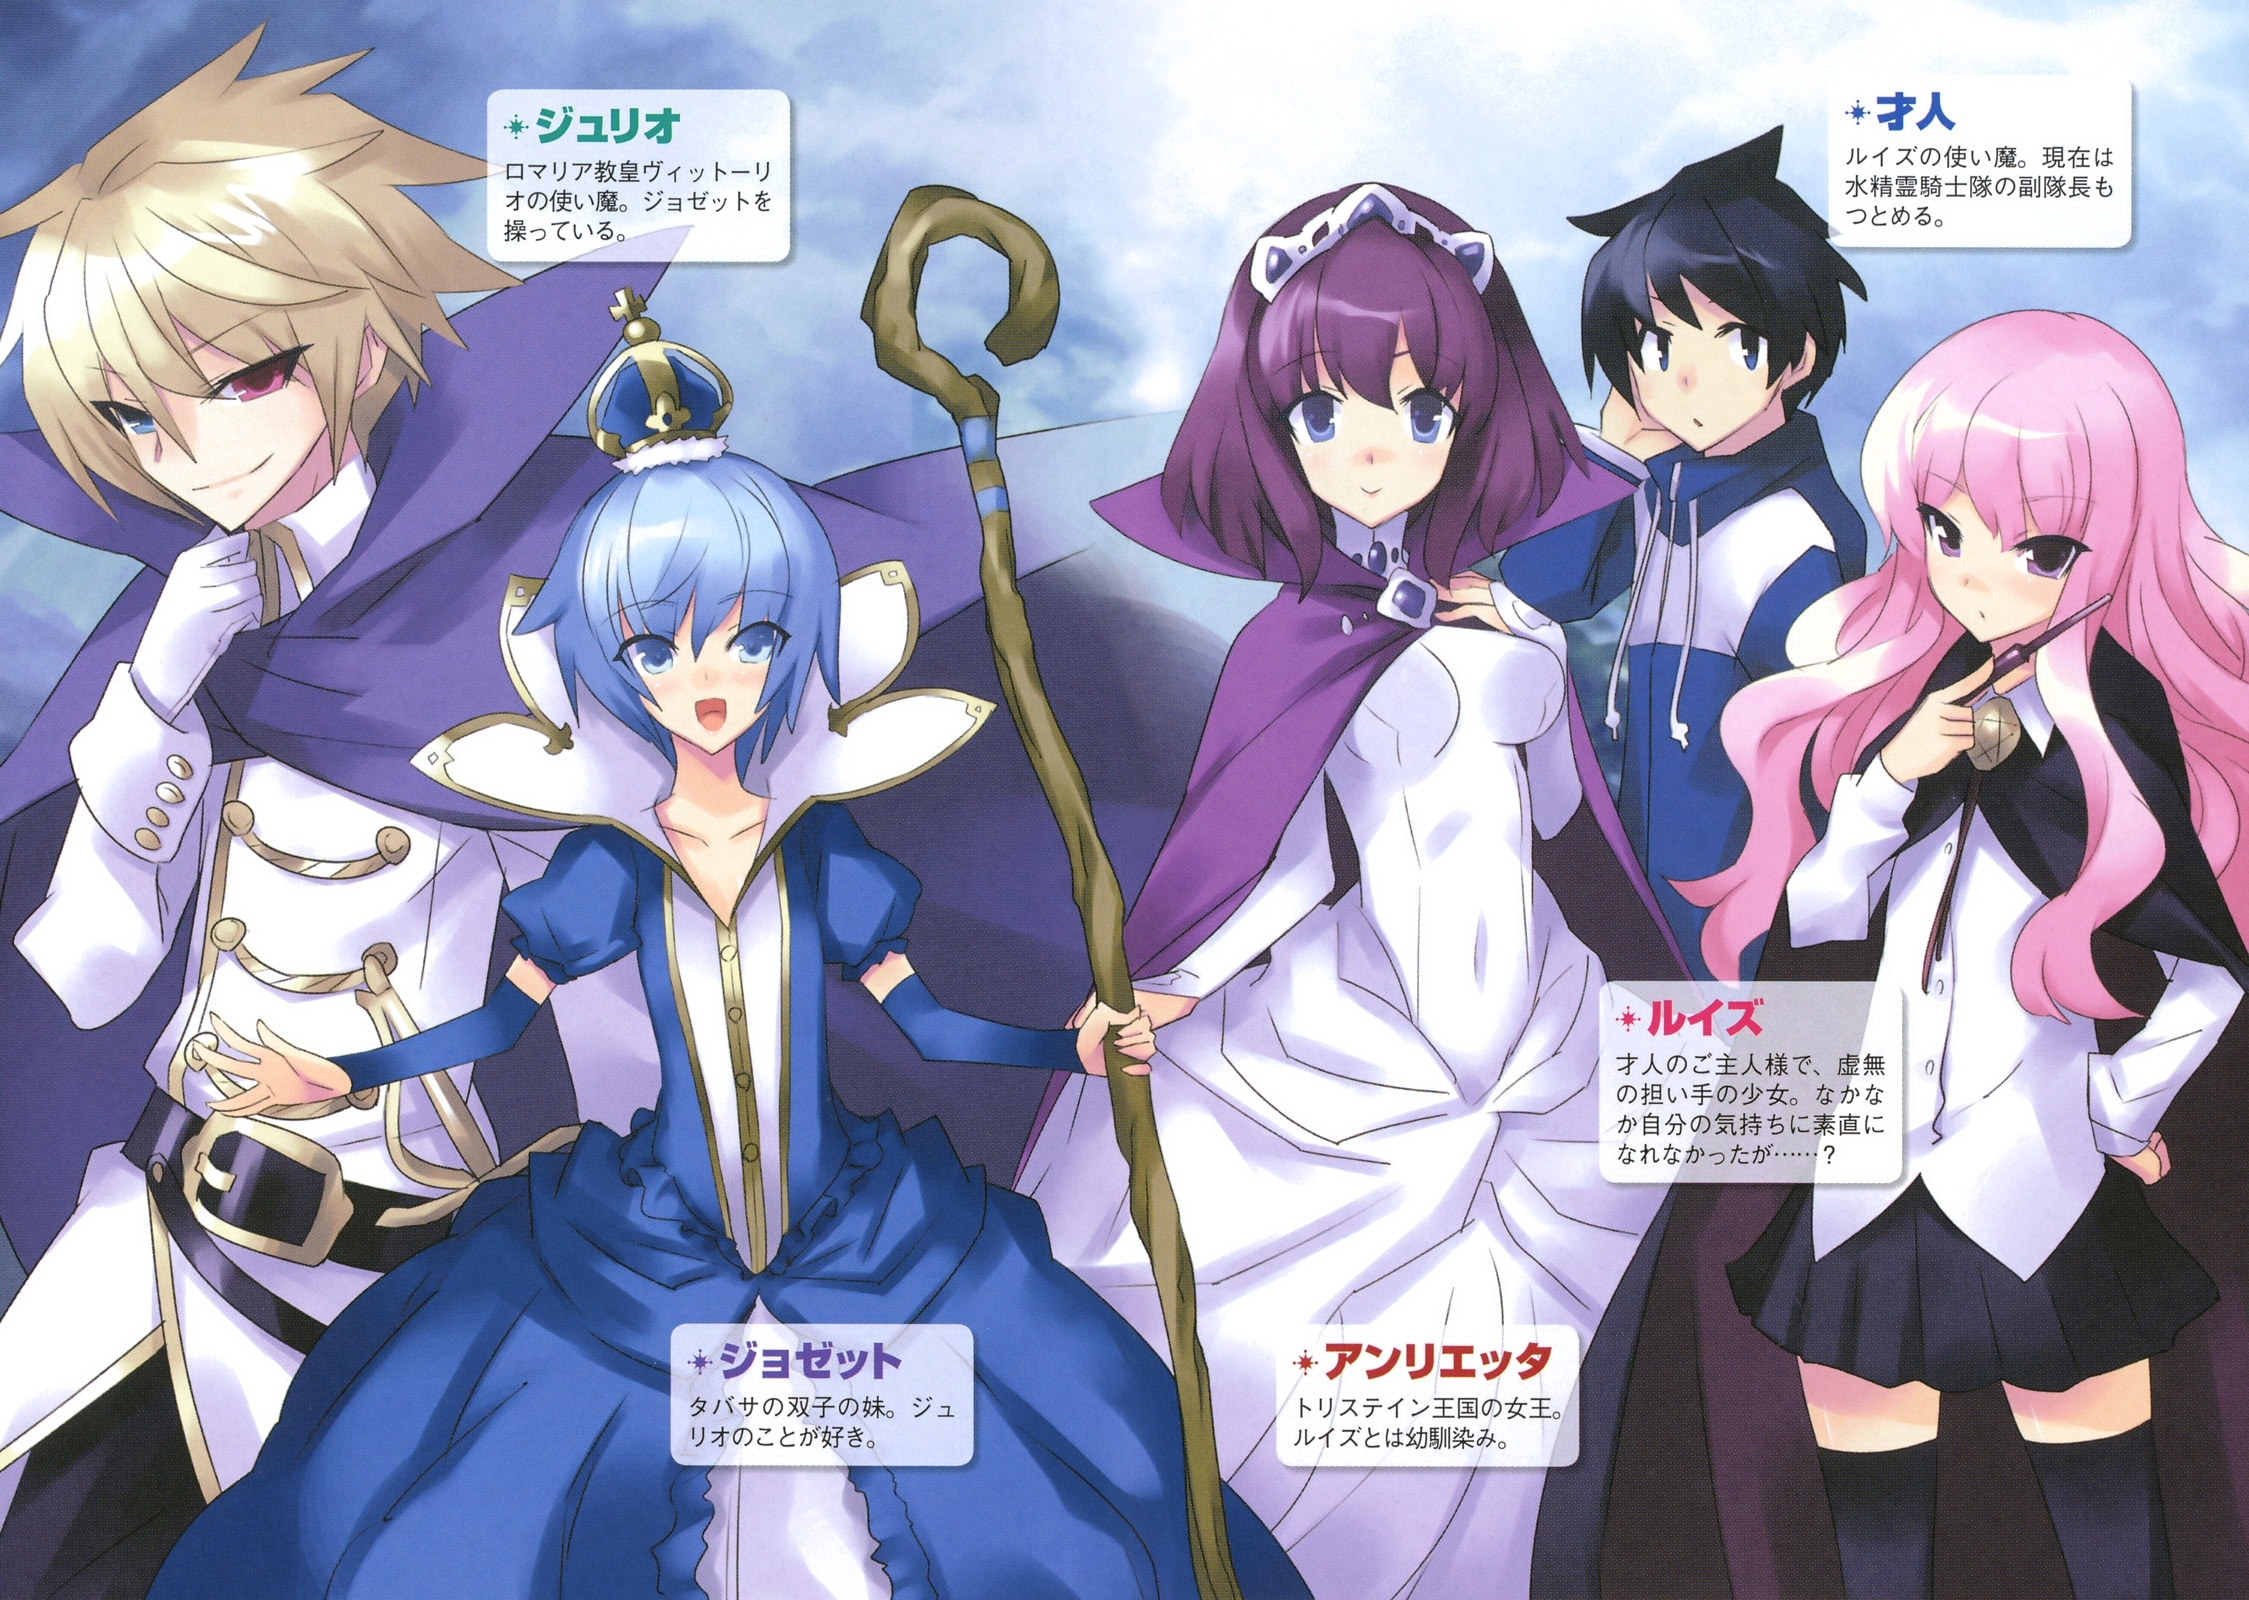 ジュリオ
ロマリア教皇ヴィットーリ
オの使い魔。ジョゼットを
操っている。
才人
ルイズの使い魔。現在は
水精霊騎士隊の副隊長も
つとめる。
ルイズ
才人のご主人様で、虚無
の担い手の少女。なかな
か自分の気持ちに素直に
なれなかったが……？
ジョゼット
タバサの双子の妹。ジュ
リオのことが好き。
アンリエッタ
トリステイン王国の女王。
ルイズとは幼馴染み。